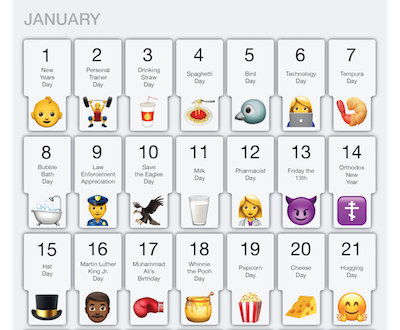 JANUARY
1 2 3 4 5 6 7
New Years Day
Personal Trainer Day
Drinking Straw Day
Spaghetti Day
Bird Day
Technology Day
Tempura Day
8 9 10 11 12 13 14
Bubble Bath Day
Law Enforcement Appreciation
Save the Eagles Day
Milk Day
Pharmacist Day
Friday the 13th
Orthodox New Year
15 16 17 18 19 20 21
Hat Day
Martin Luther King Jr. Day
Muhammad Ali's Birthday
Whinnie the Pooh Day
Popcorn Day
Cheese Day
Hugging Day